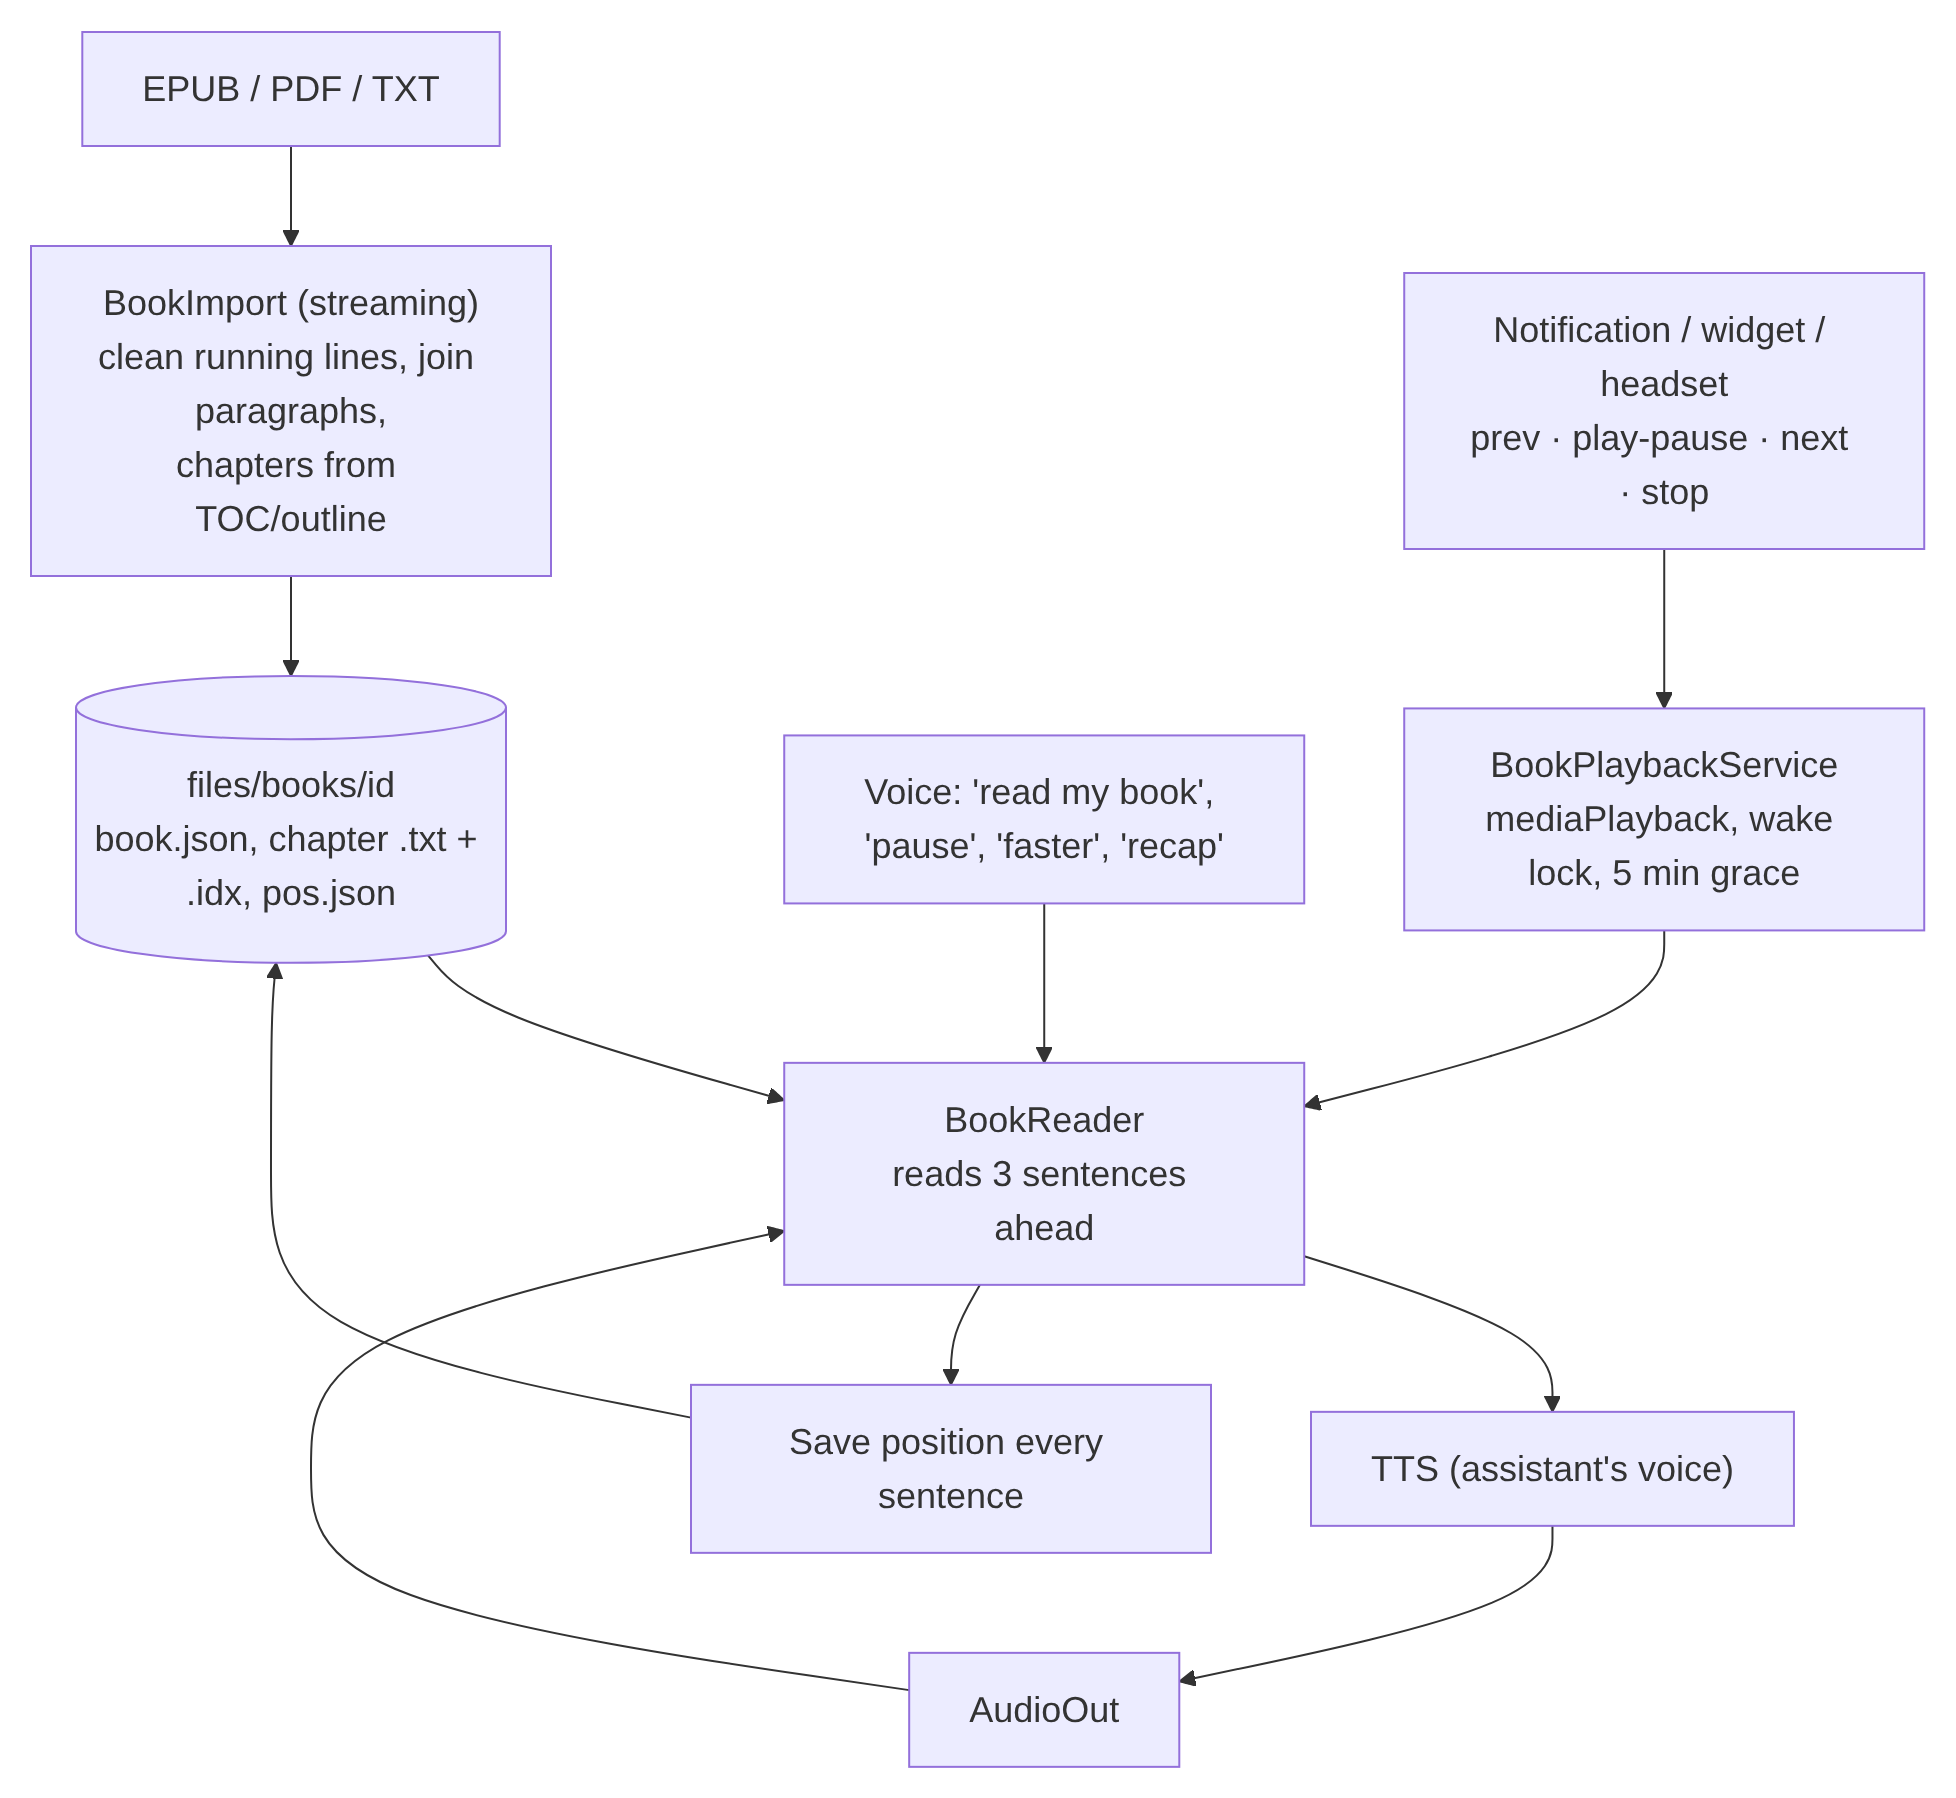 EPUB / PDF / TXT
BookImport (streaming)
clean running lines, join
paragraphs,
chapters from
TOC/outline
Notification / widget /
headset
prev · play-pause · next
· stop
files/books/id
book.json, chapter .txt +
.idx, pos.json
Voice: 'read my book',
'pause', 'faster', 'recap'
BookPlaybackService
mediaPlayback, wake
lock, 5 min grace
BookReader
reads 3 sentences
ahead
Save position every
sentence
TTS (assistant's voice)
AudioOut